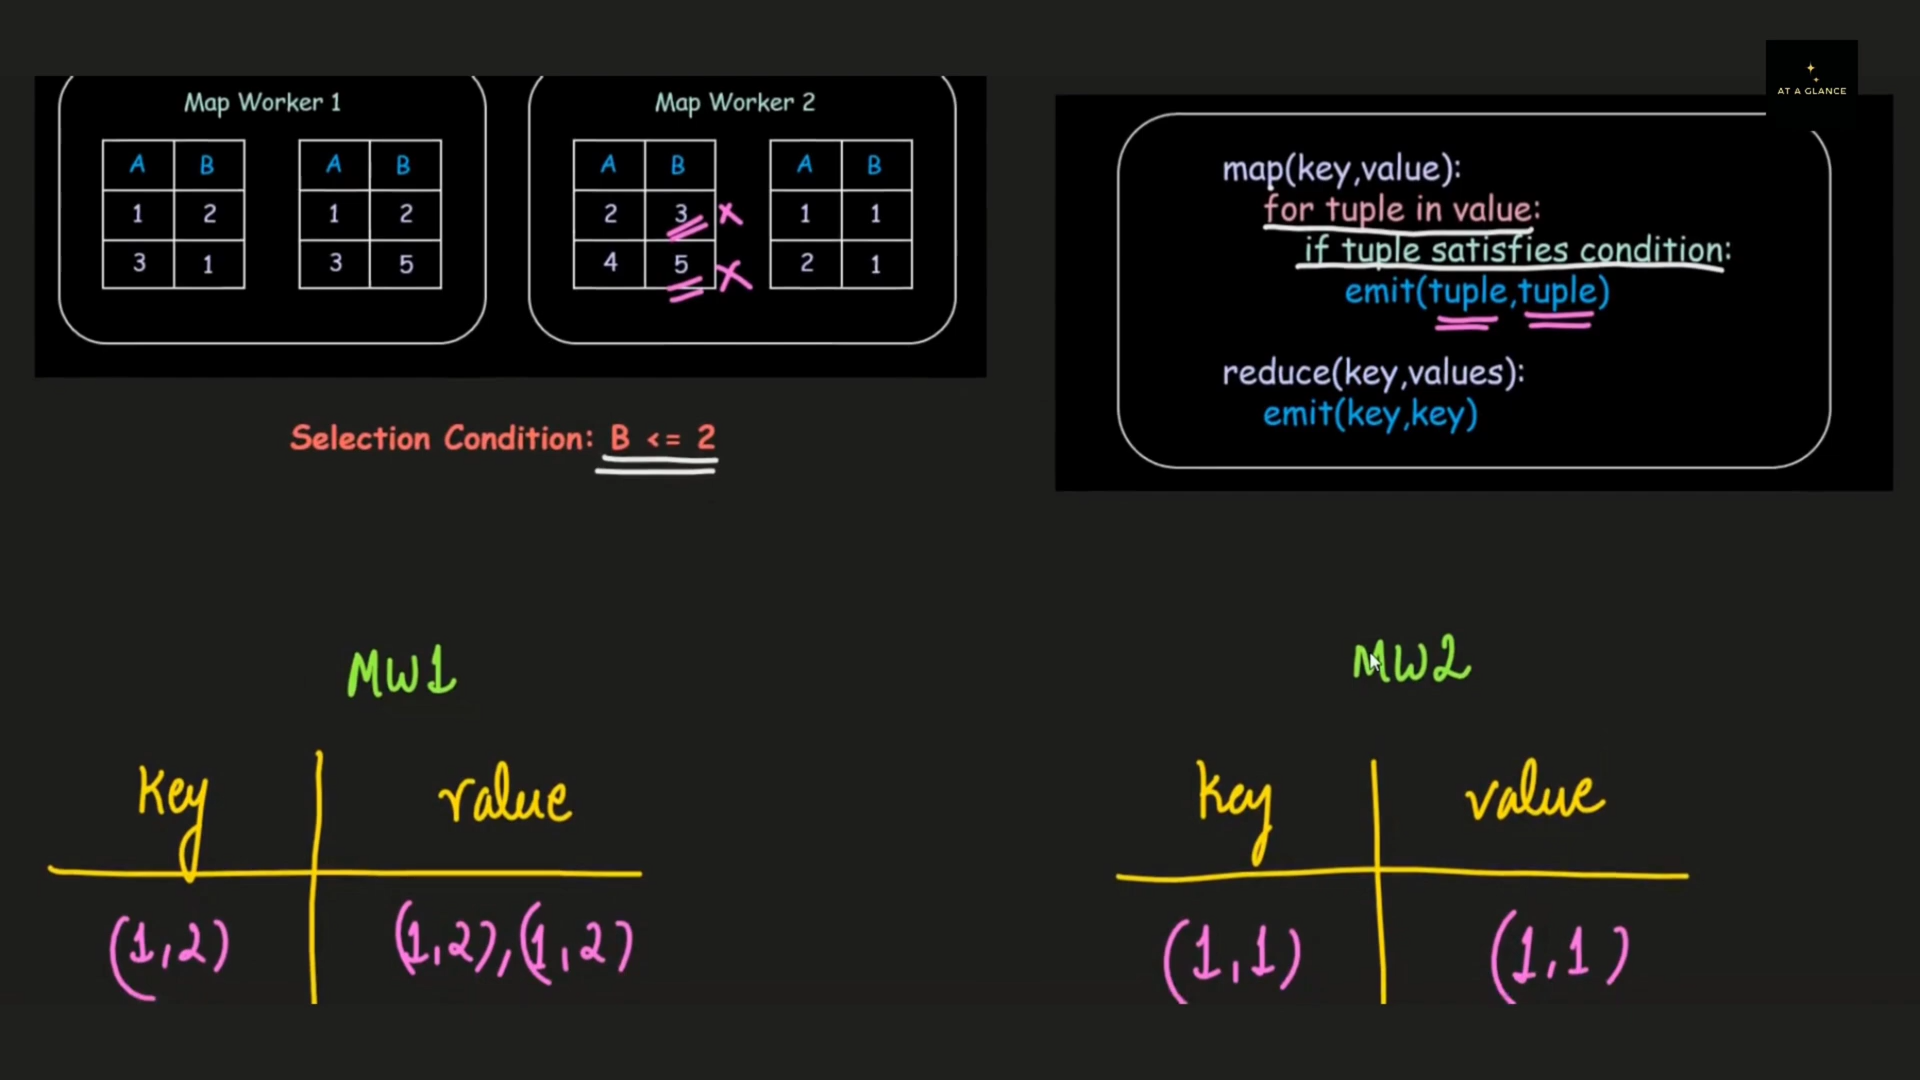 AT A GLANCE
Map Worker 1
A B A B
1 2 1 2
3 1 3 5
Map Worker 2
A B A B
2 3 x 1 1
4 5 x 2 1
Selection Condition: B <= 2
map(key,value):
for tuple in value:
if tuple satisfies condition:
emit(tuple,tuple)
reduce(key,values):
emit(key,key)
MW1
Key value
(1,2) (1,2),(1,2)
MW2
Key value
(1,1) (1,1)